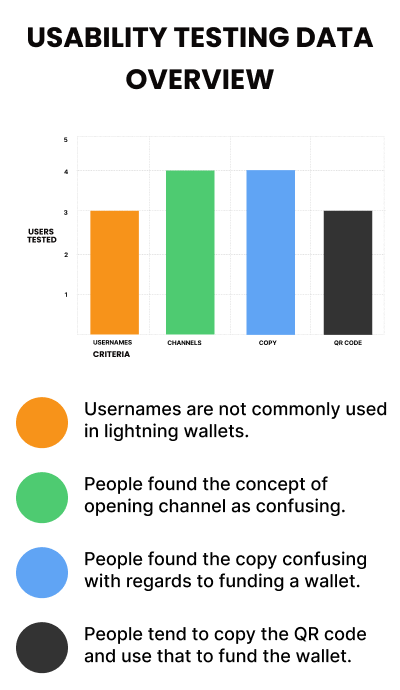 USABILITY TESTING DATA
OVERVIEW
5
4
3
USERS
TESTED
2
1
USERNAMES
CHANNELS
COPY
QR CODE
CRITERIA
Usernames are not commonly used
in lightning wallets.
People found the concept of
opening channel as confusing.
People found the copy confusing
with regards to funding a wallet.
People tend to copy the QR code
and use that to fund the wallet.